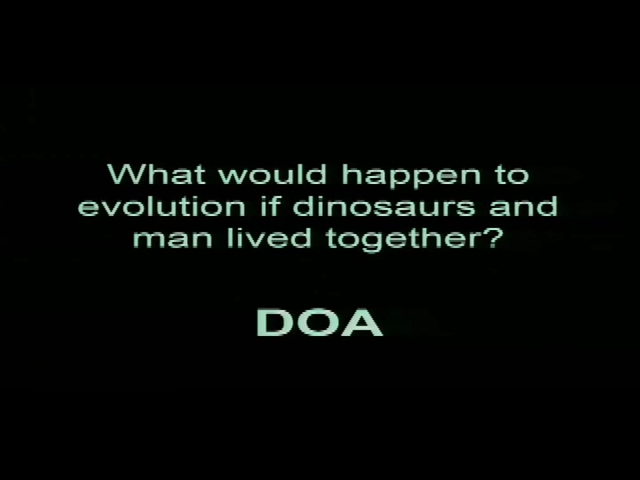 What would happen to
evolution if dinosaurs and
man lived together?
DOA